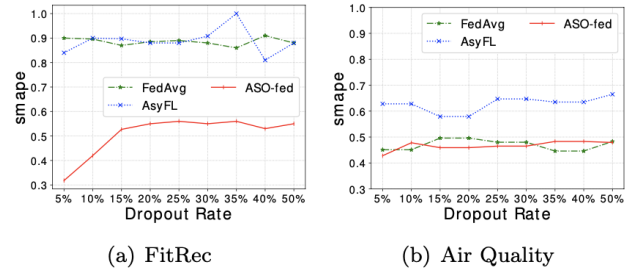 1.0
0.9
0.8
0.7
0.6
0.5
0.4
0.3
smape
FedAvg
AsyFL
ASO-fed
5% 10% 15% 20% 25% 30% 35% 40% 50%
Dropout Rate
(a) FitRec
1.0
0.9
0.8
0.7
0.6
0.5
0.4
0.3
smape
FedAvg
AsyFL
ASO-fed
5% 10% 15% 20% 25% 30% 35% 40% 50%
Dropout Rate
(b) Air Quality